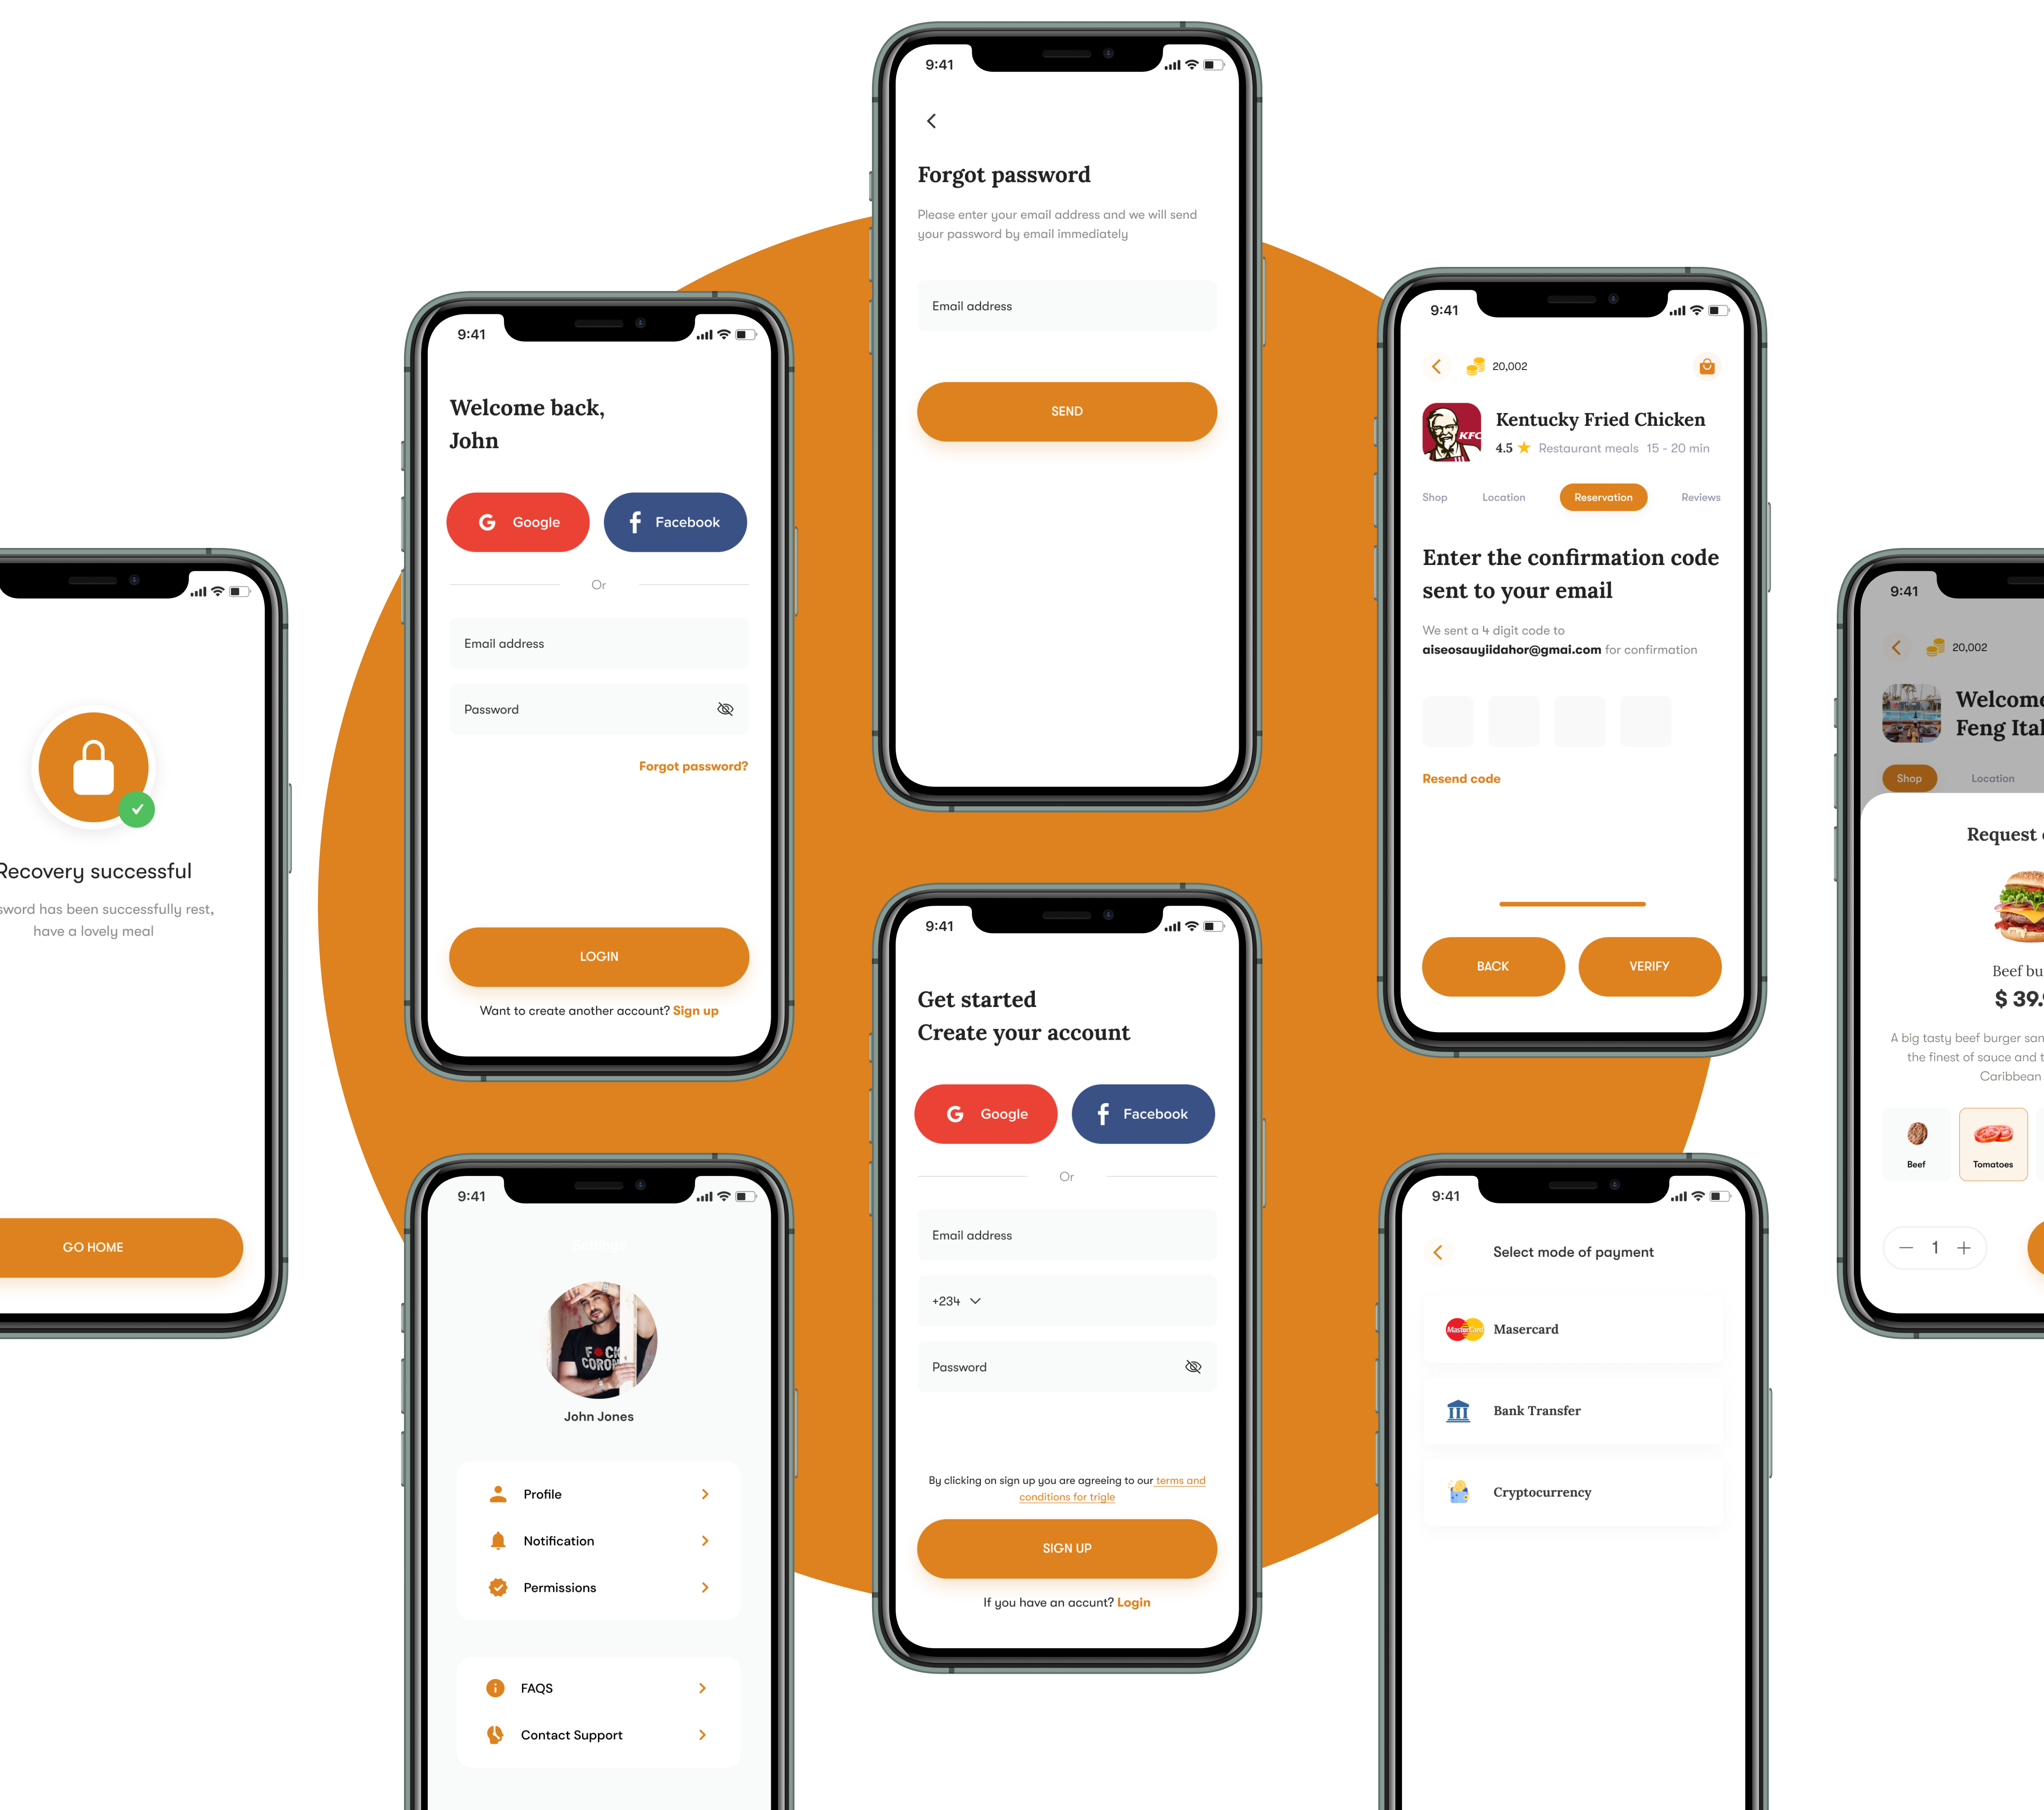 9:41
Forgot password
Please enter your email address and we will send
your password by email immediately
Email address
SEND
9:41
Welcome back,
John
Google
Facebook
Or
Email address
Password
Forgot password?
LOGIN
Want to create another account? Sign up
9:41
20,002
KFC
Kentucky Fried Chicken
4.5 Restaurant meals 15 - 20 min
Shop Location Reservation Reviews
Enter the confirmation code
sent to your email
We sent a 4 digit code to
aiseosauyiidahor@gmai.com for confirmation
Resend code
BACK
VERIFY
Recovery successful
sword has been successfully rest,
have a lovely meal
GO HOME
9:41
20,002
Welcome
Feng Ital
Shop Location
Request
Beef bu
$ 39.
A big tasty beef burger san
the finest of sauce and t
Caribbean
Beef
Tomatoes
1
9:41
Get started
Create your account
Google
Facebook
Or
Email address
+234
Password
By clicking on sign up you are agreeing to our terms and
conditions for trigle
SIGN UP
If you have an accunt? Login
9:41
Settings
John Jones
Profile
Notification
Permissions
FAQS
Contact Support
9:41
Select mode of payment
MasterCard
Masercard
Bank Transfer
Cryptocurrency